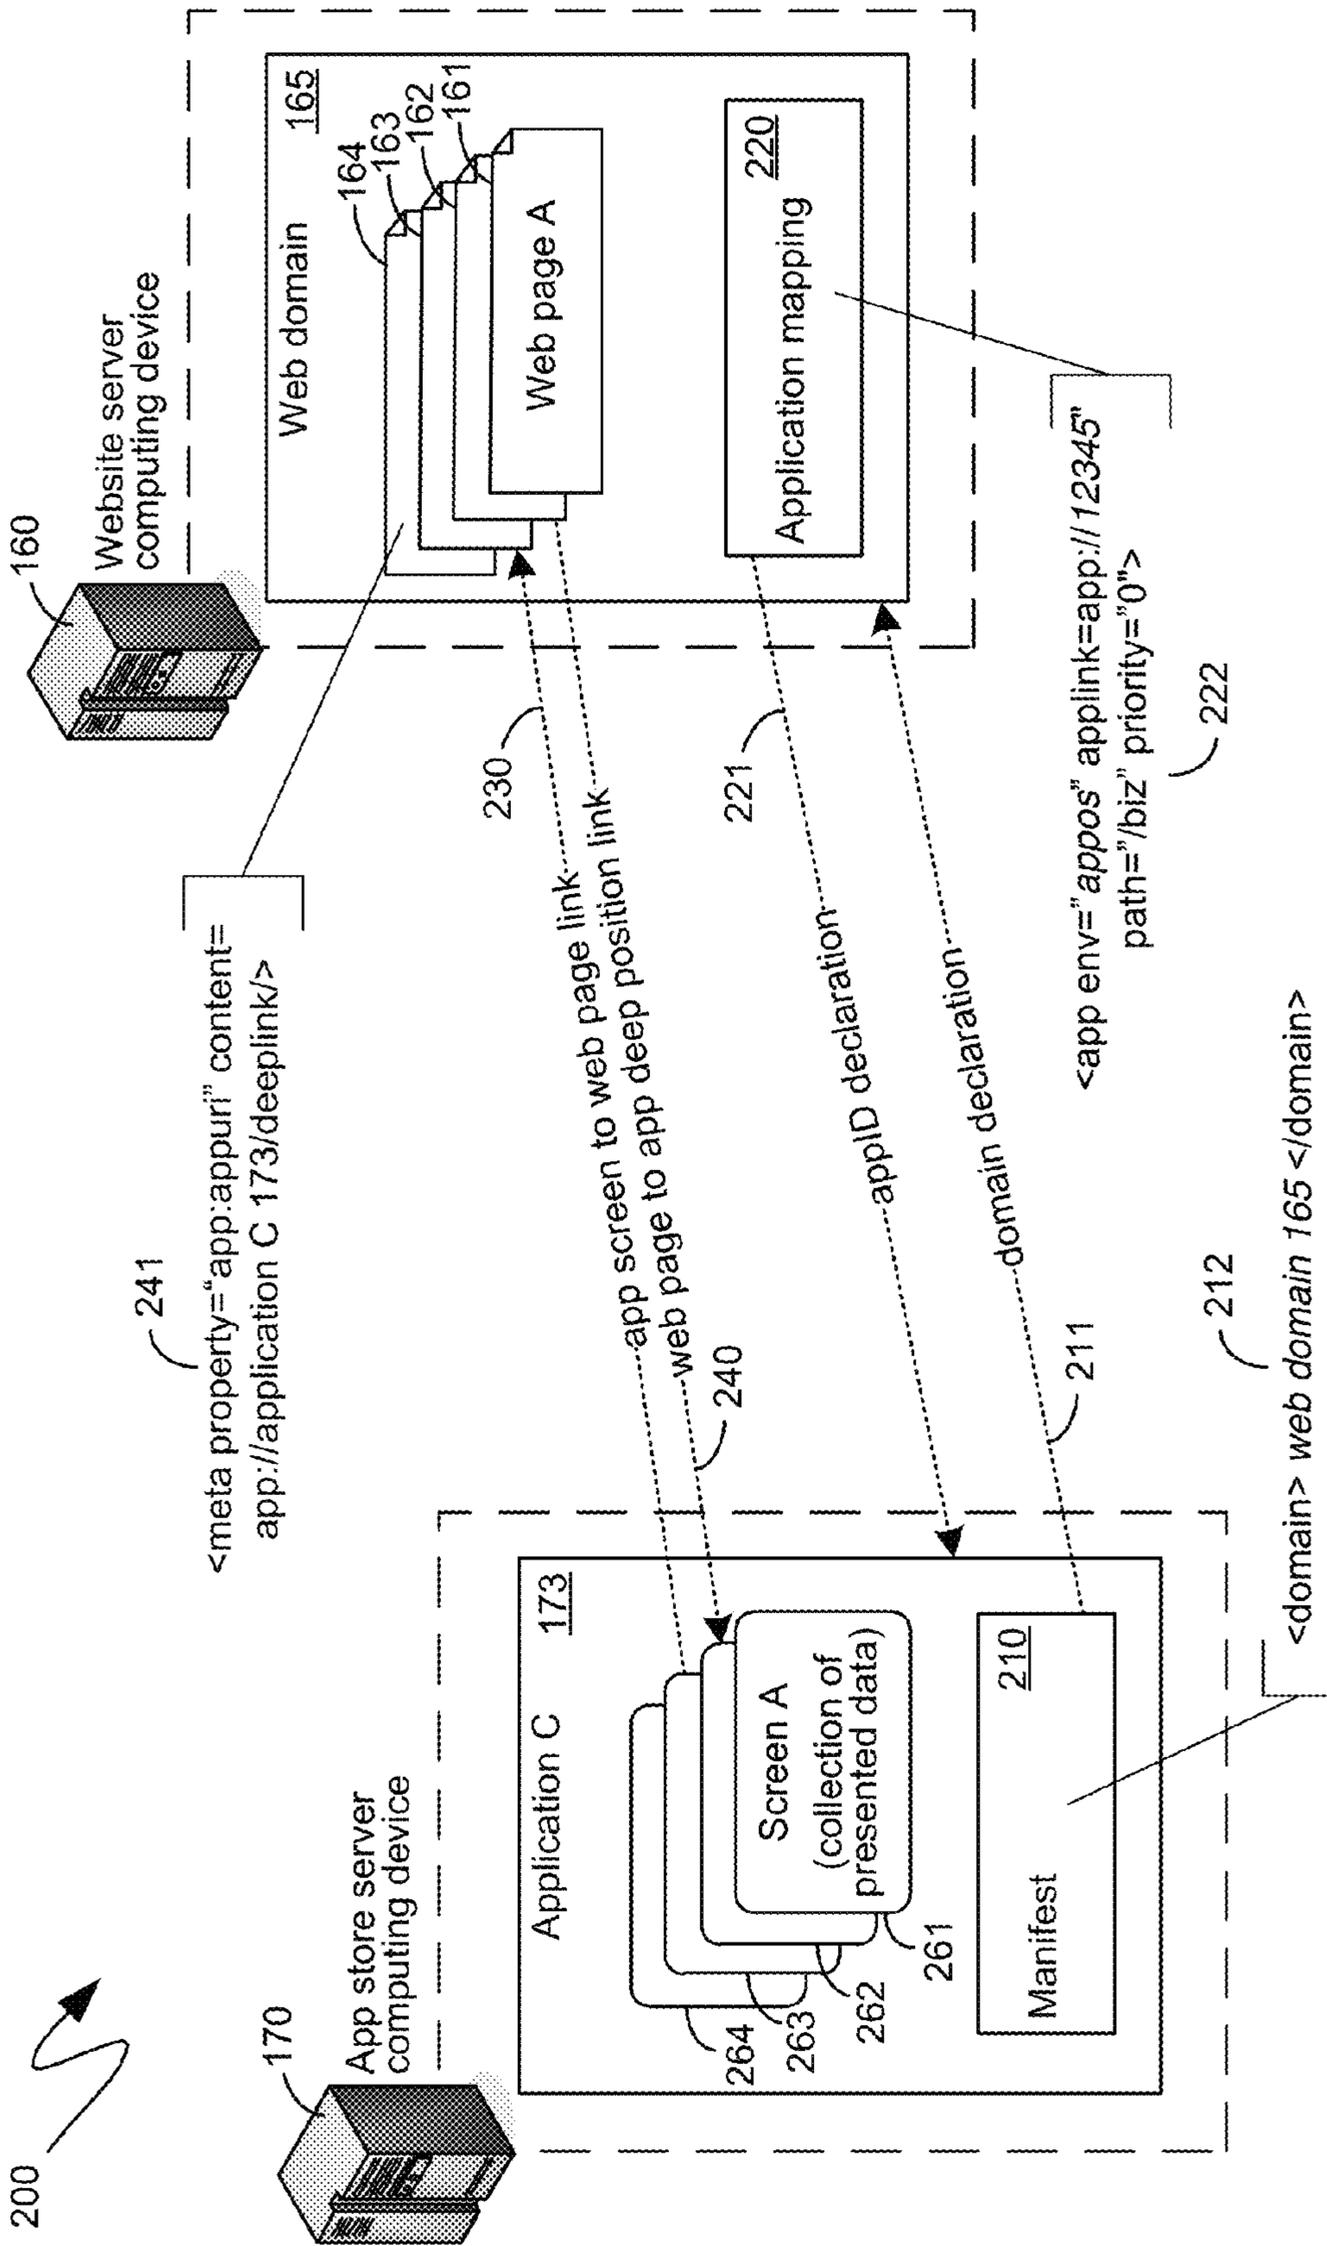 200
160
Website server
computing device
Web domain
165
164
163
162
161
Web page A
Application mapping
220
241
<meta property=“app:appuri” content=
app://application C 173/deeplink/>
230
app screen to web page link
web page to app deep position link
240
221
appID declaration
domain declaration
211
<app env=”appos” applink=app://12345”
path=”/biz” priority=”0”>
222
170
App store server
computing device
Application C
173
Screen A
(collection of
presented data)
264
263
262
261
Manifest
210
212
<domain> web domain 165 </domain>